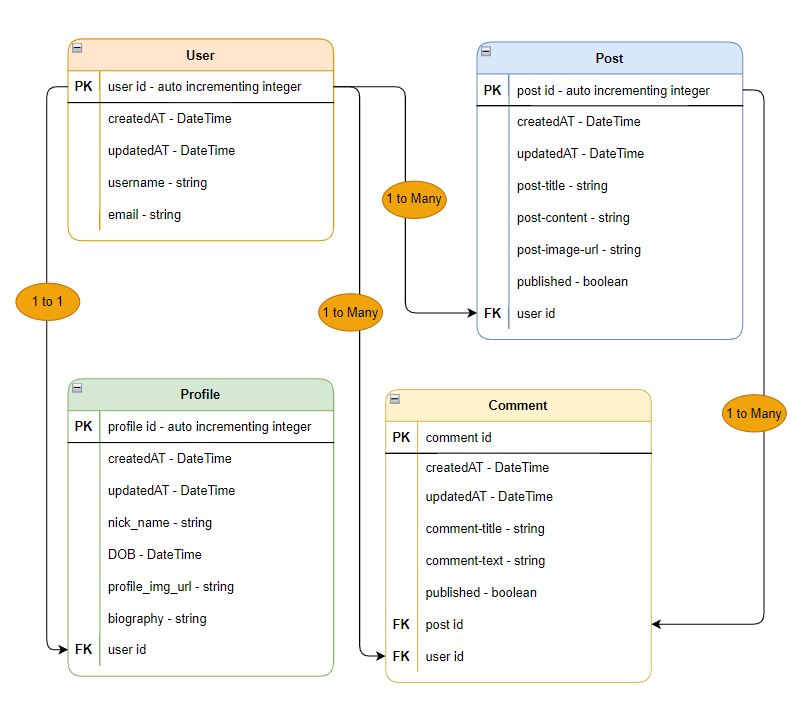 User
PK user id - auto incrementing integer
createdAT - DateTime
updatedAT - DateTime
username - string
email - string
Post
PK post id - auto incrementing integer
createdAT - DateTime
updatedAT - DateTime
post-title - string
post-content - string
post-image-url - string
published - boolean
FK user id
1 to Many
1 to 1
1 to Many
Profile
PK profile id - auto incrementing integer
createdAT - DateTime
updatedAT - DateTime
nick_name - string
DOB - DateTime
profile_img_url - string
biography - string
FK user id
Comment
PK comment id
createdAT - DateTime
updatedAT - DateTime
comment-title - string
comment-text - string
published - boolean
FK post id
FK user id
1 to Many